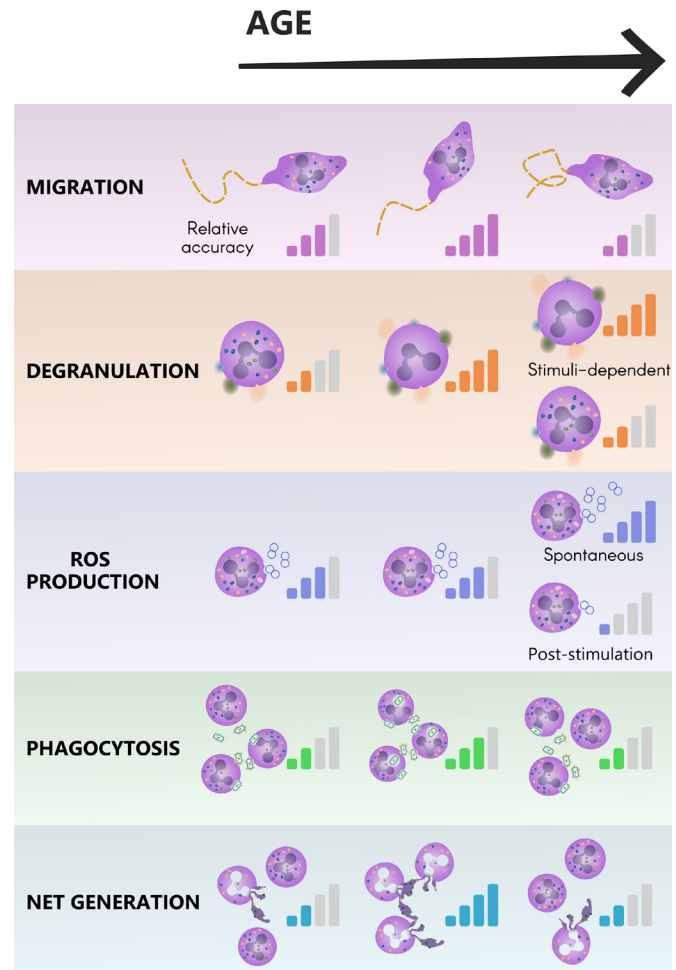 AGE
MIGRATION
Relative
accuracy
DEGRANULATION
Stimuli-dependent
ROS
PRODUCTION
Spontaneous
Post-stimulation
PHAGOCYTOSIS
NET GENERATION